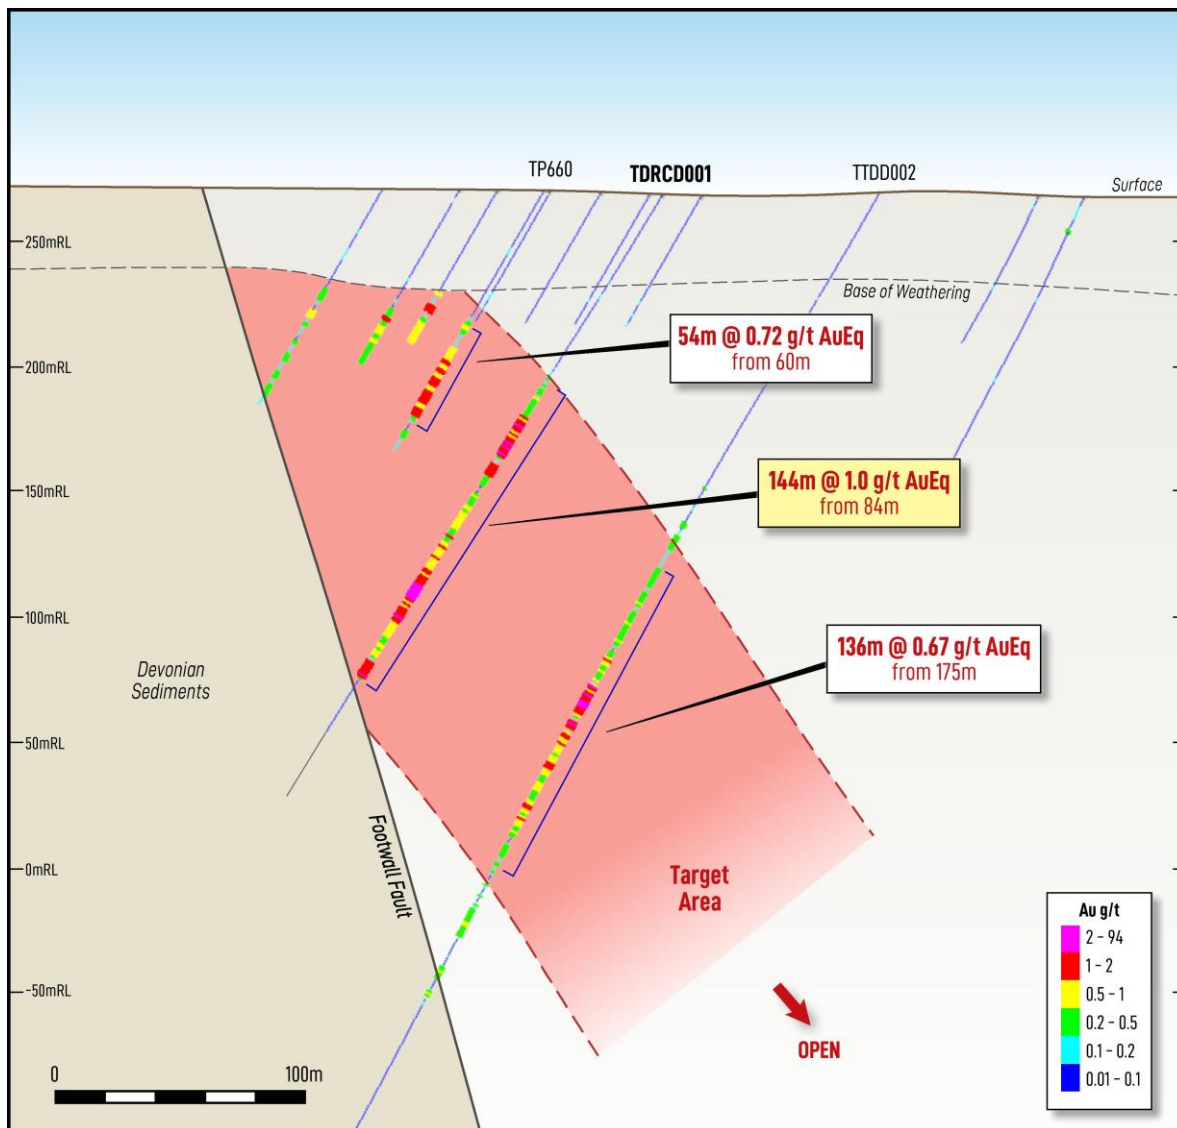 TP660
TDRCD001
TTDD002
Surface
250mRL
Base of Weathering
54m @ 0.72 g/t AuEq
from 60m
200mRL
144m @ 1.0 g/t AuEq
from 84m
150mRL
100mRL
136m @ 0.67 g/t AuEq
from 175m
Devonian
Sediments
50mRL
Footwall Fault
0mRL
Target
Area
-50mRL
OPEN
Au g/t
2 - 94
1 - 2
0.5 - 1
0.2 - 0.5
0.1 - 0.2
0.01 - 0.1
0
100m